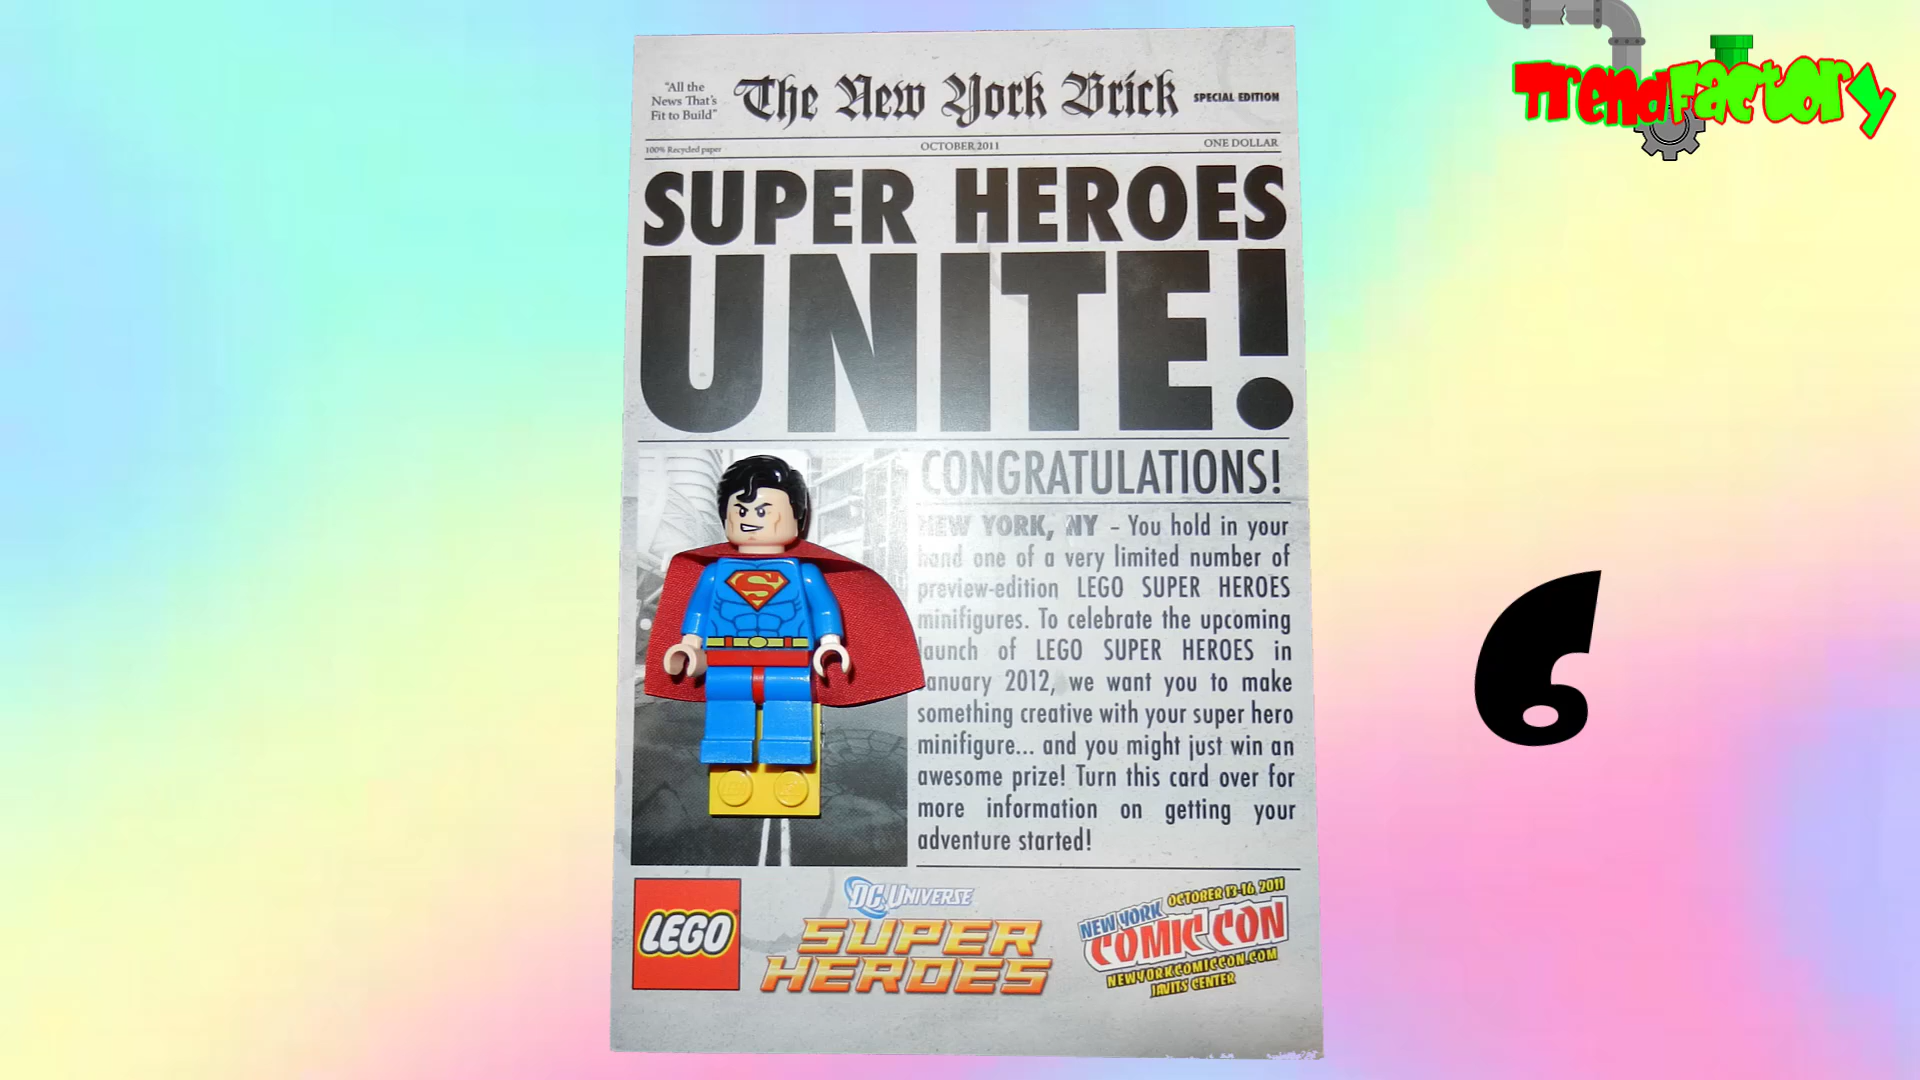 TrendFactory
"All the
News That's
Fit to Build"
The New York Brick
SPECIAL EDITION
100% Recycled paper
OCTOBER 2011
ONE DOLLAR
SUPER HEROES
UNITE!
CONGRATULATIONS!
NEW YORK, NY – You hold in your
hand one of a very limited number of
preview-edition LEGO SUPER HEROES
minifigures. To celebrate the upcoming
launch of LEGO SUPER HEROES in
January 2012, we want you to make
something creative with your super hero
minifigure... and you might just win an
awesome prize! Turn this card over for
more information on getting your
adventure started!
6
S
LEGO
DC UNIVERSE
SUPER
HEROES
OCTOBER 13-16, 2011
NEW YORK
COMIC CON
NEWYORKCOMICCON.COM
JAVITS CENTER